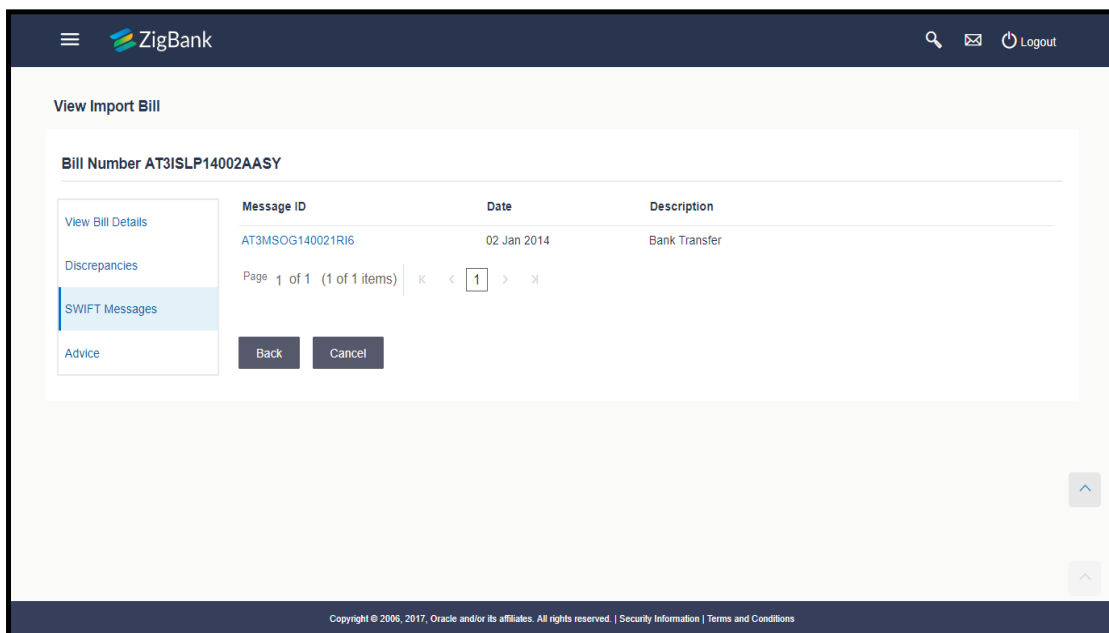 ZigBank
Logout
View Import Bill
Bill Number AT3ISLP14002AASY
View Bill Details
Discrepancies
SWIFT Messages
Advice
Message ID Date Description
AT3MSOG140021RI6 02 Jan 2014 Bank Transfer
Page 1 of 1 (1 of 1 items) 1
Back Cancel
Copyright © 2006, 2017, Oracle and/or its affiliates. All rights reserved. | Security Information | Terms and Conditions